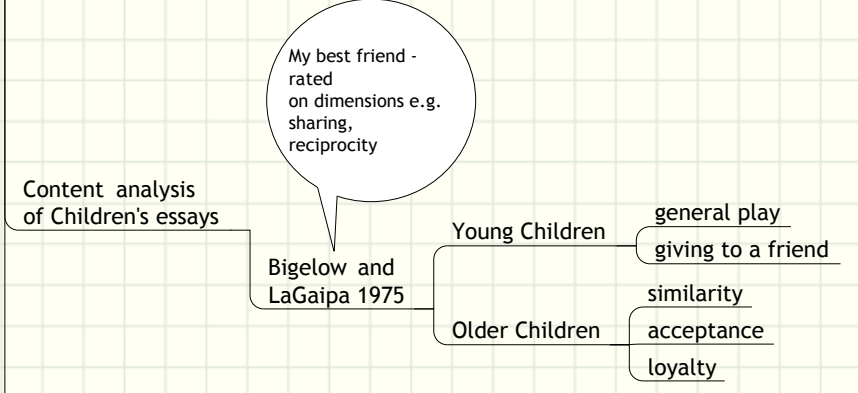 My best friend -
rated
on dimensions e.g.
sharing,
reciprocity
Content analysis
of Children's essays
Bigelow and
LaGaipa 1975
Young Children
general play
giving to a friend
Older Children
similarity
acceptance
loyalty